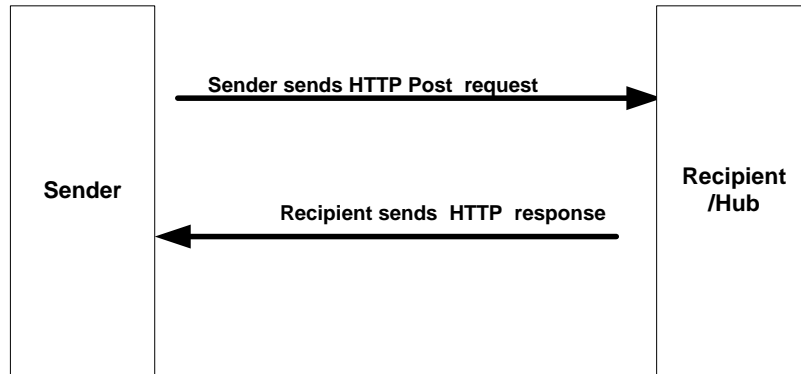 Sender sends HTTP Post request
Sender
Recipient
/Hub
Recipient sends HTTP response